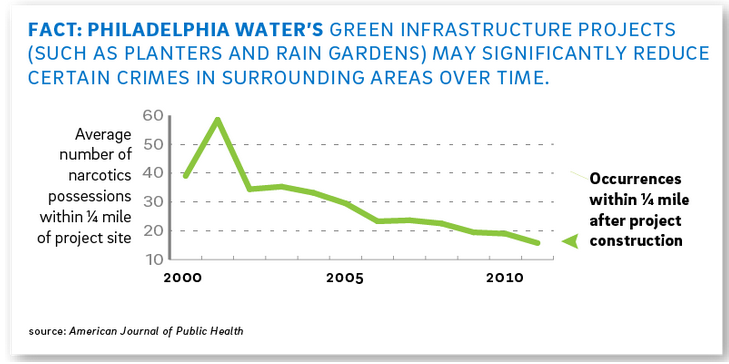 FACT: PHILADELPHIA WATER'S GREEN INFRASTRUCTURE PROJECTS
(SUCH AS PLANTERS AND RAIN GARDENS) MAY SIGNIFICANTLY REDUCE
CERTAIN CRIMES IN SURROUNDING AREAS OVER TIME.
Average
number of
narcotics
possessions
within ¼ mile
of project site
60
50
40
30
20
10
2000
2005
2010
Occurrences
within ¼ mile
after project
construction
source: American Journal of Public Health